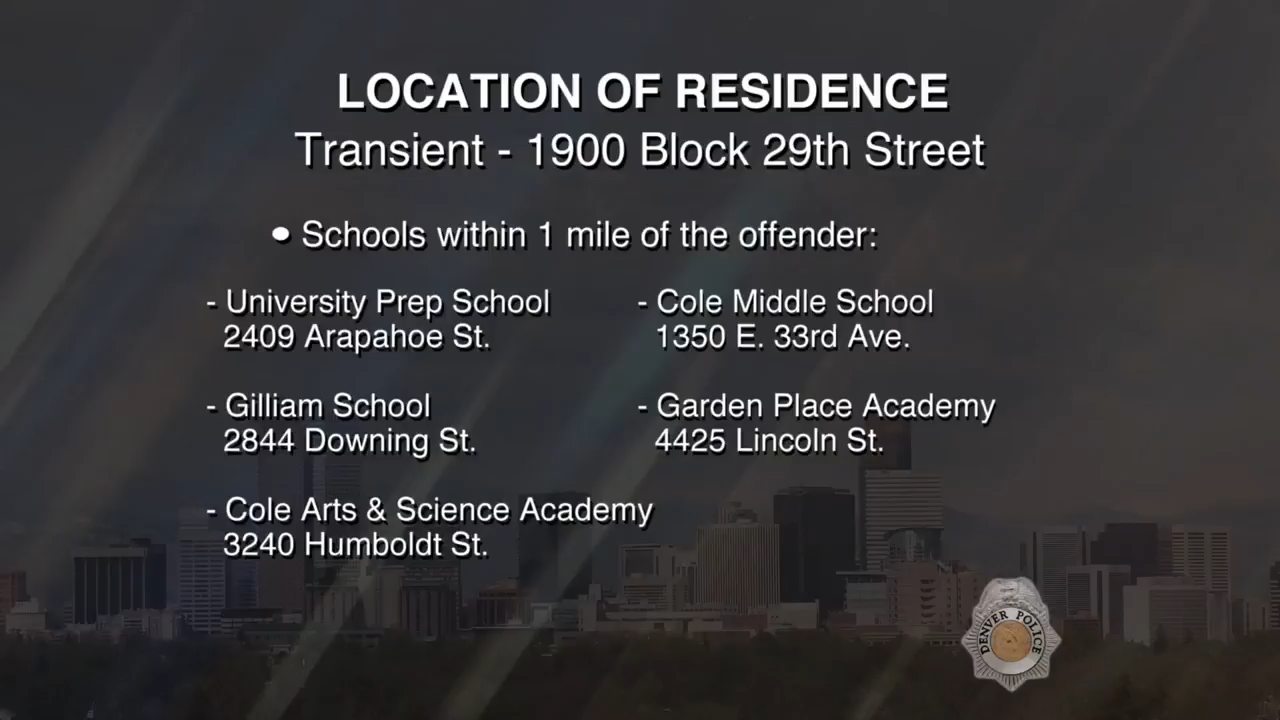 LOCATION OF RESIDENCE
Transient - 1900 Block 29th Street
• Schools within 1 mile of the offender:
- University Prep School
2409 Arapahoe St.
- Cole Middle School
1350 E. 33rd Ave.
- Gilliam School
2844 Downing St.
- Garden Place Academy
4425 Lincoln St.
- Cole Arts & Science Academy
3240 Humboldt St.
DENVER POLICE